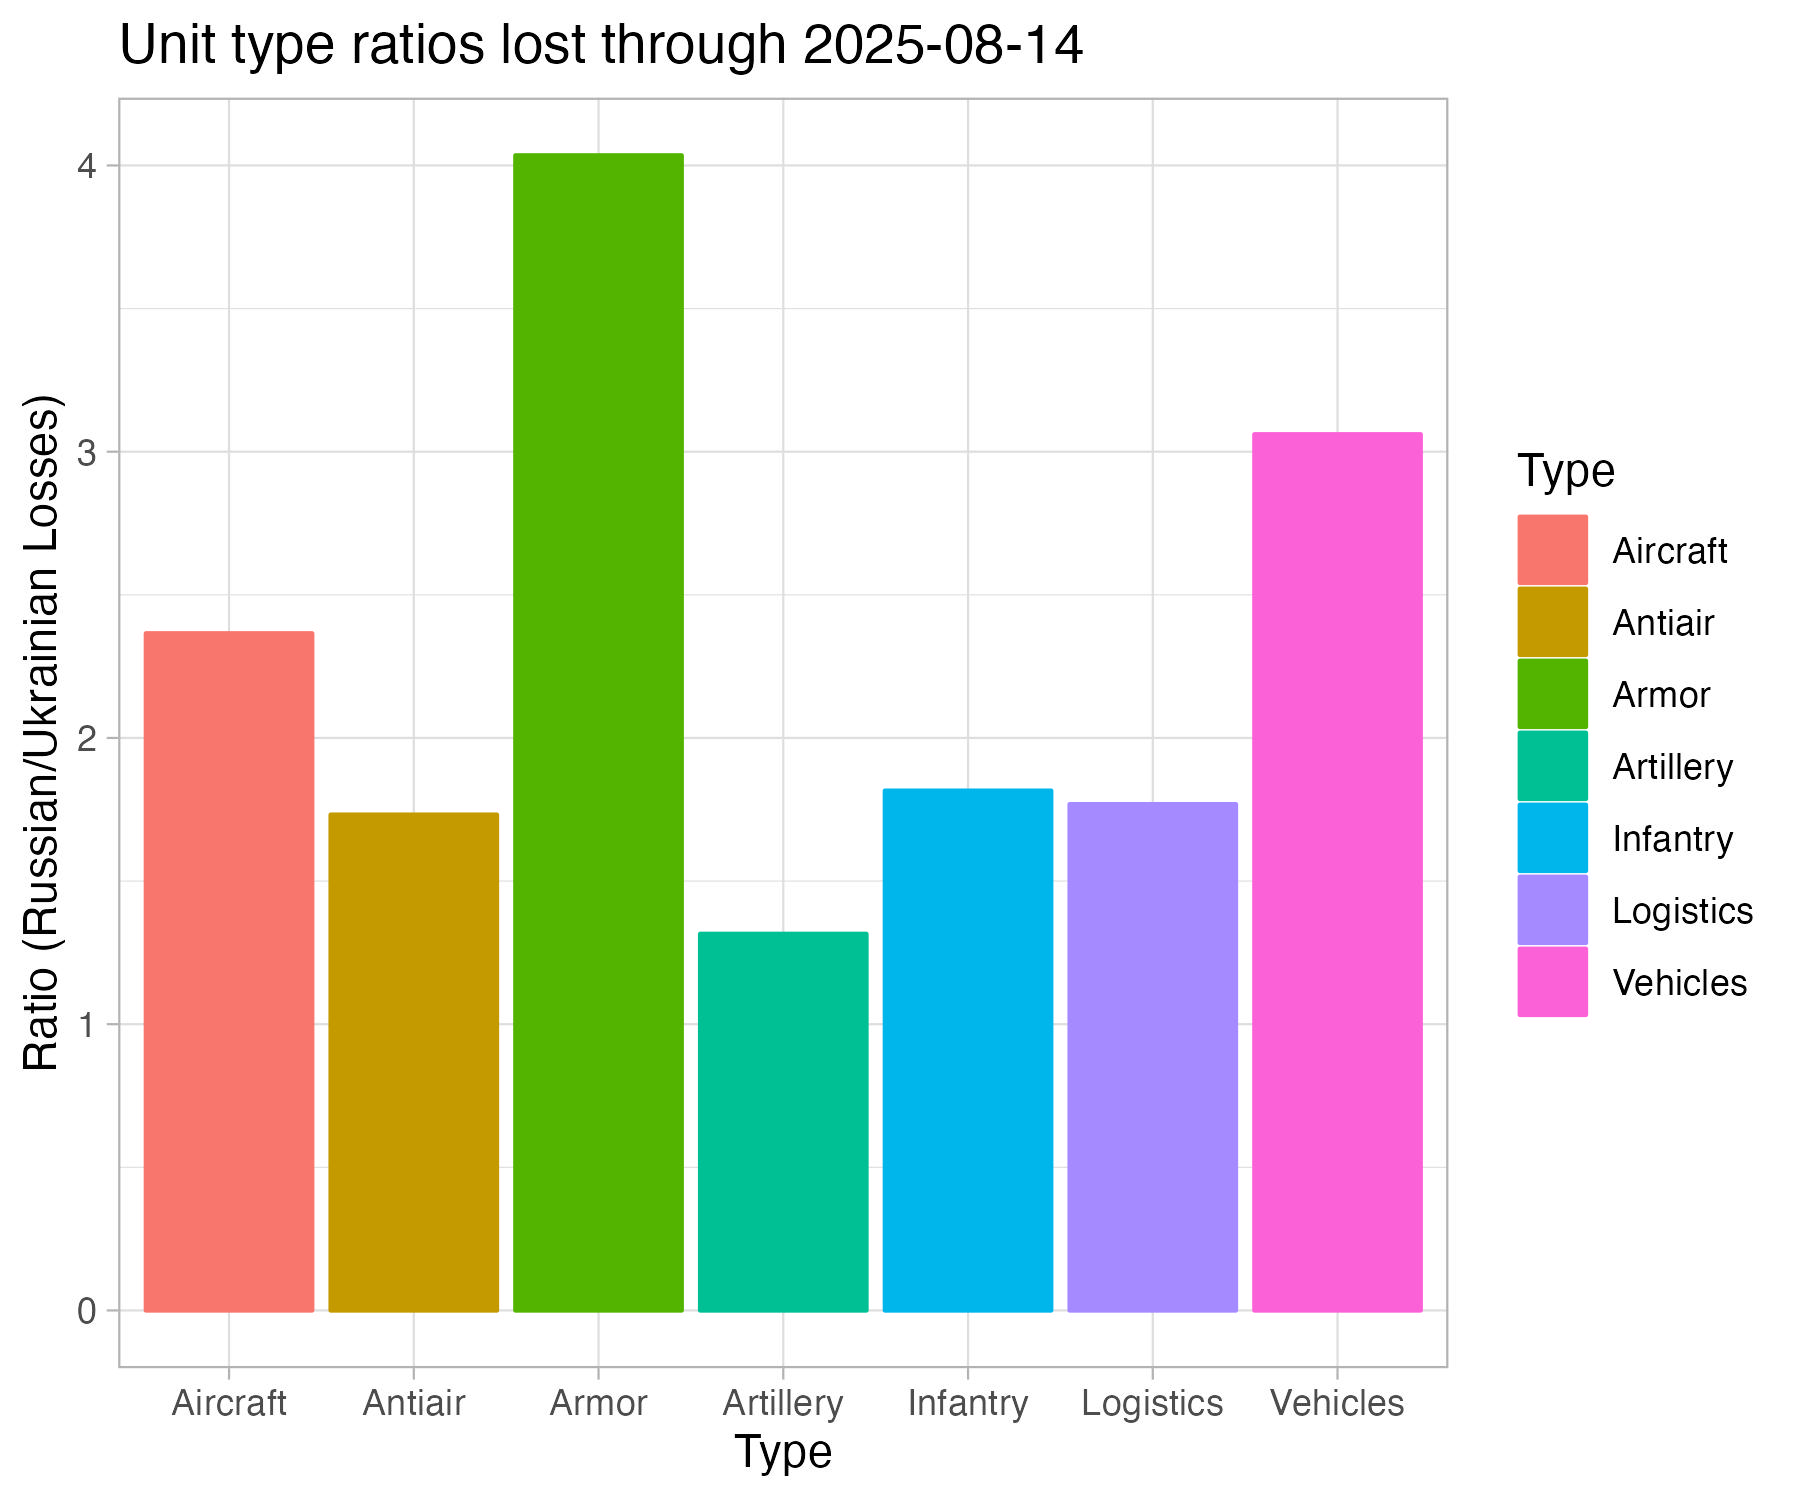 Unit type ratios lost through 2025-08-14
Ratio (Russian/Ukrainian Losses)
4
3
2
1
0
Aircraft
Antiair
Armor
Artillery
Infantry
Logistics
Vehicles
Type
Type
Aircraft
Antiair
Armor
Artillery
Infantry
Logistics
Vehicles